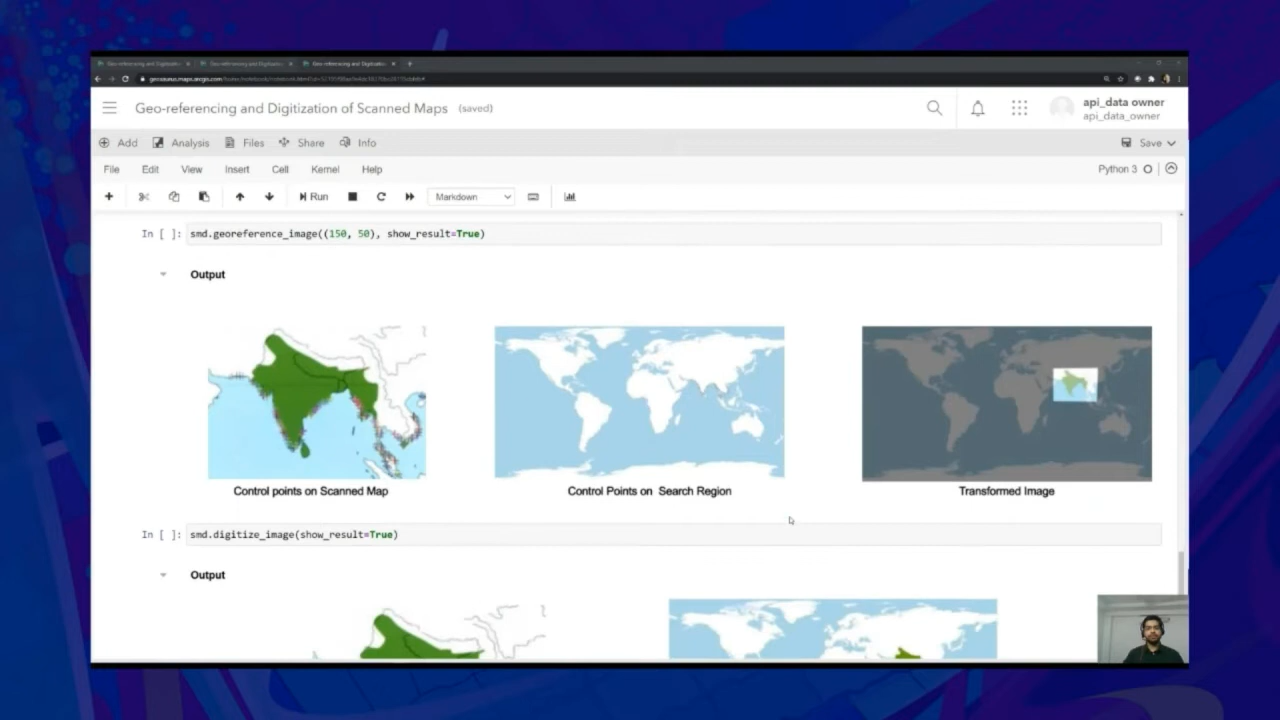 Geo-referencing and Digitization of Scanned Maps (saved)
api_data owner
api_data_owner
Add Analysis Files Share Info
Save
File Edit View Insert Cell Kernel Help
Python 3
Run
Markdown
In [ ]: smd.georeference_image((150, 50), show_result=True)
Output
Control points on Scanned Map
Control Points on Search Region
Transformed Image
In [ ]: smd.digitize_image(show_result=True)
Output